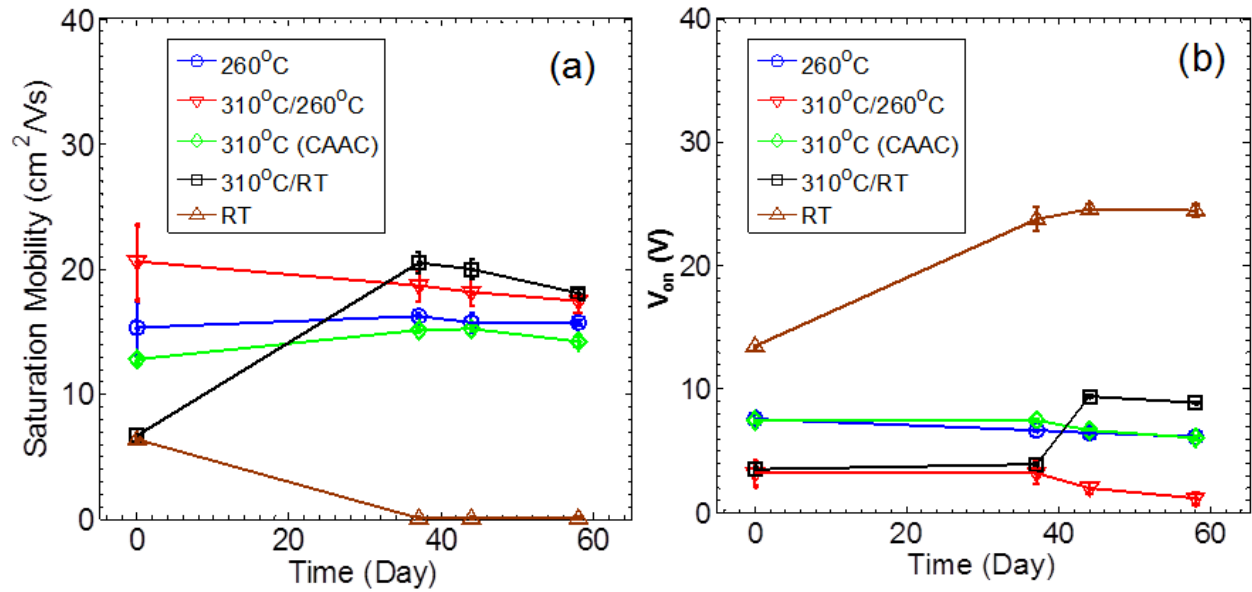 (a)
260°C
310°C/260°C
310°C (CAAC)
310°C/RT
RT
Saturation Mobility (cm²/Vs)
40
30
20
10
0
0 20 40 60
Time (Day)
(b)
260°C
310°C/260°C
310°C (CAAC)
310°C/RT
RT
Von (V)
40
30
20
10
0
0 20 40 60
Time (Day)